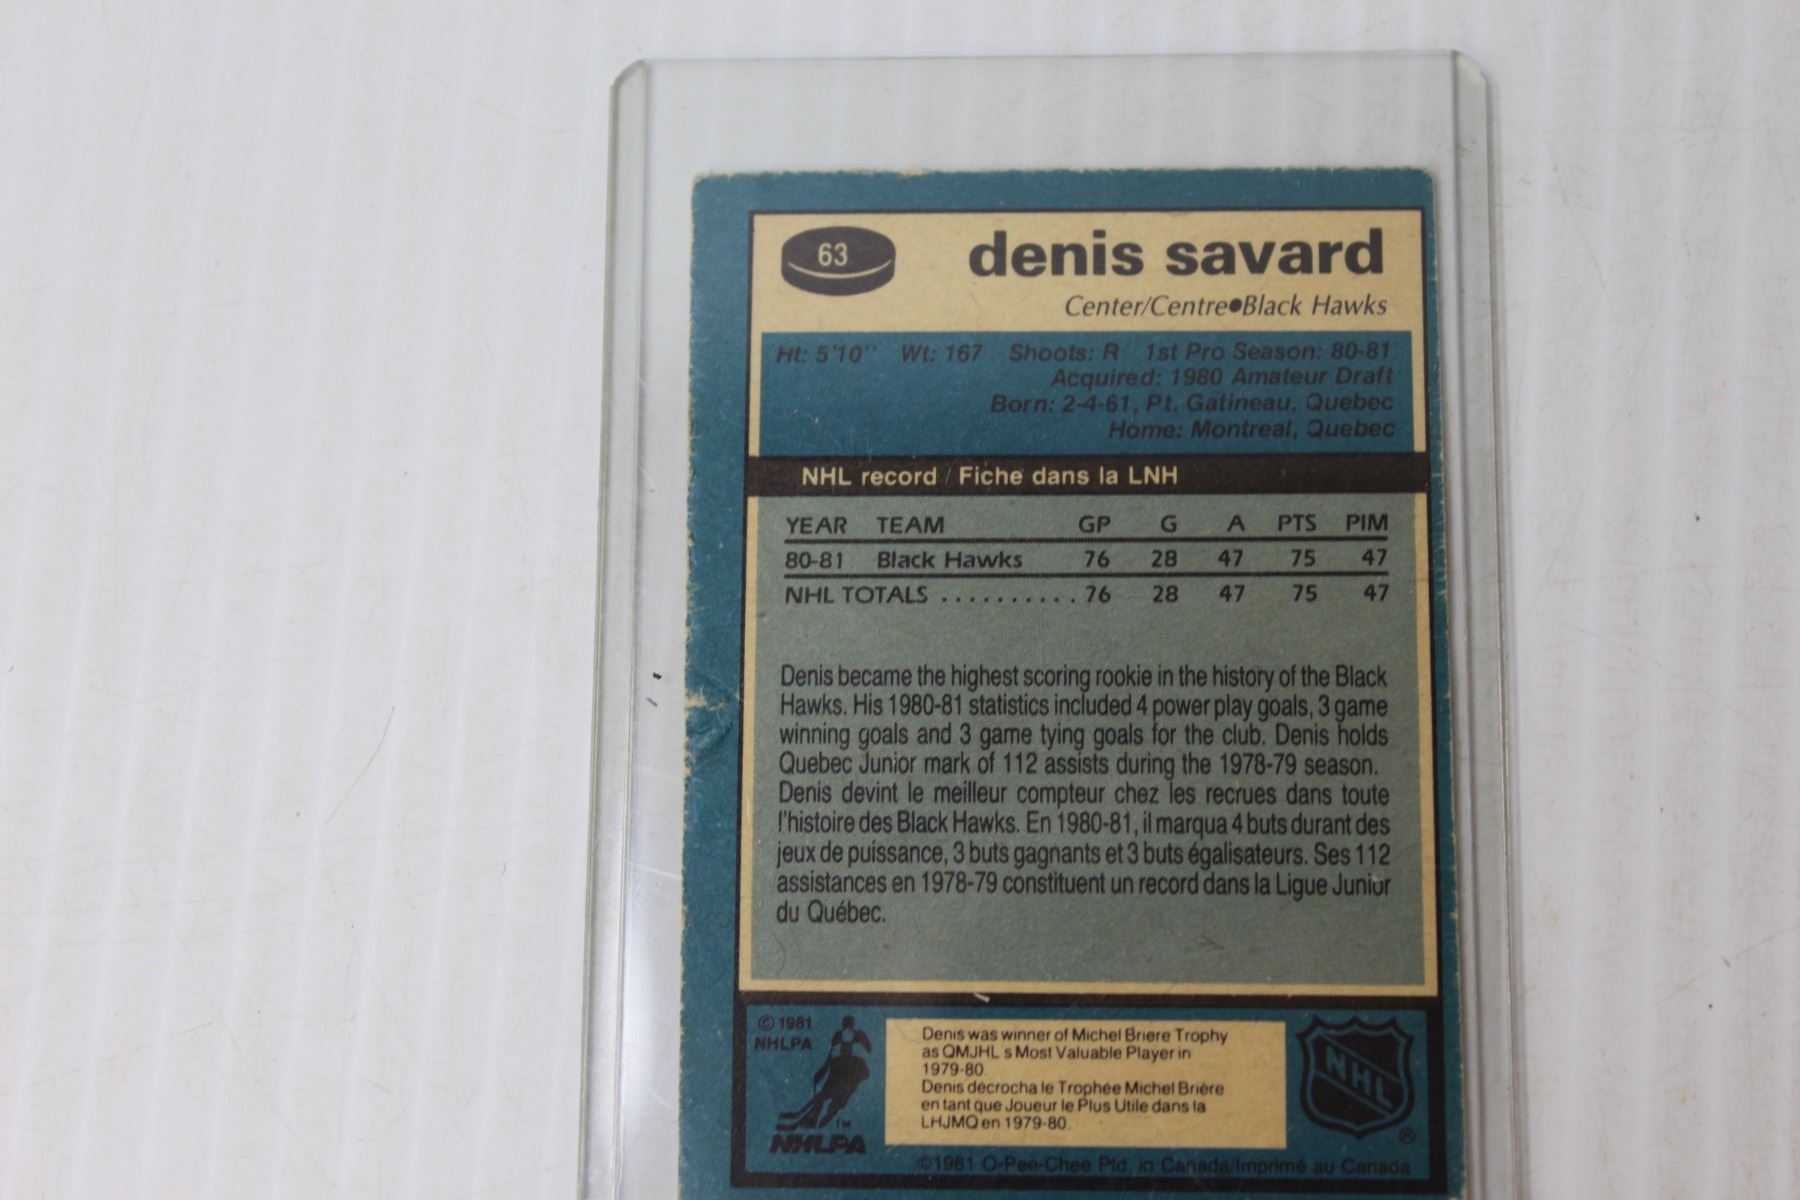 63
denis savard
Center/Centre●Black Hawks
Ht: 5'10" Wt: 167 Shoots: R 1st Pro Season: 80-81
Acquired: 1980 Amateur Draft
Born: 2-4-61, Pt. Gatineau, Quebec
Home: Montreal, Quebec
NHL record / Fiche dans la LNH
YEAR TEAM GP G A PTS PIM
80-81 Black Hawks 76 28 47 75 47
NHL TOTALS .......... 76 28 47 75 47
Denis became the highest scoring rookie in the history of the Black
Hawks. His 1980-81 statistics included 4 power play goals, 3 game
winning goals and 3 game tying goals for the club. Denis holds
Quebec Junior mark of 112 assists during the 1978-79 season.
Denis devint le meilleur compteur chez les recrues dans toute
l'histoire des Black Hawks. En 1980-81, il marqua 4 buts durant des
jeux de puissance, 3 buts gagnants et 3 buts égalisateurs. Ses 112
assistances en 1978-79 constituent un record dans la Ligue Junior
du Québec.
© 1981
NHLPA
TM
NHLPA
Denis was winner of Michel Briere Trophy
as QMJHL's Most Valuable Player in
1979-80.
Denis décrocha le Trophée Michel Brière
en tant que Joueur le Plus Utile dans la
LHJMQ en 1979-80.
NHL
®
©1981 O-Pee-Chee Ptd. in Canada/Imprimé au Canada